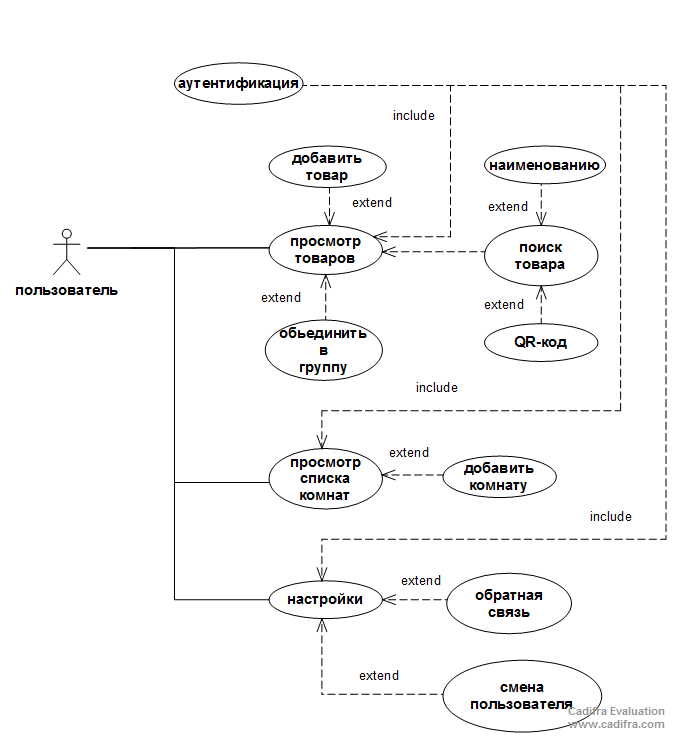 аутентификация
include
добавить
товар
наименованию
extend
extend
просмотр
товаров
поиск
товара
пользователь
extend
extend
обьединить
в
группу
QR-код
include
просмотр
списка
комнат
extend
добавить
комнату
include
настройки
extend
обратная
связь
extend
смена
пользователя
Cadifra Evaluation
www.cadifra.com